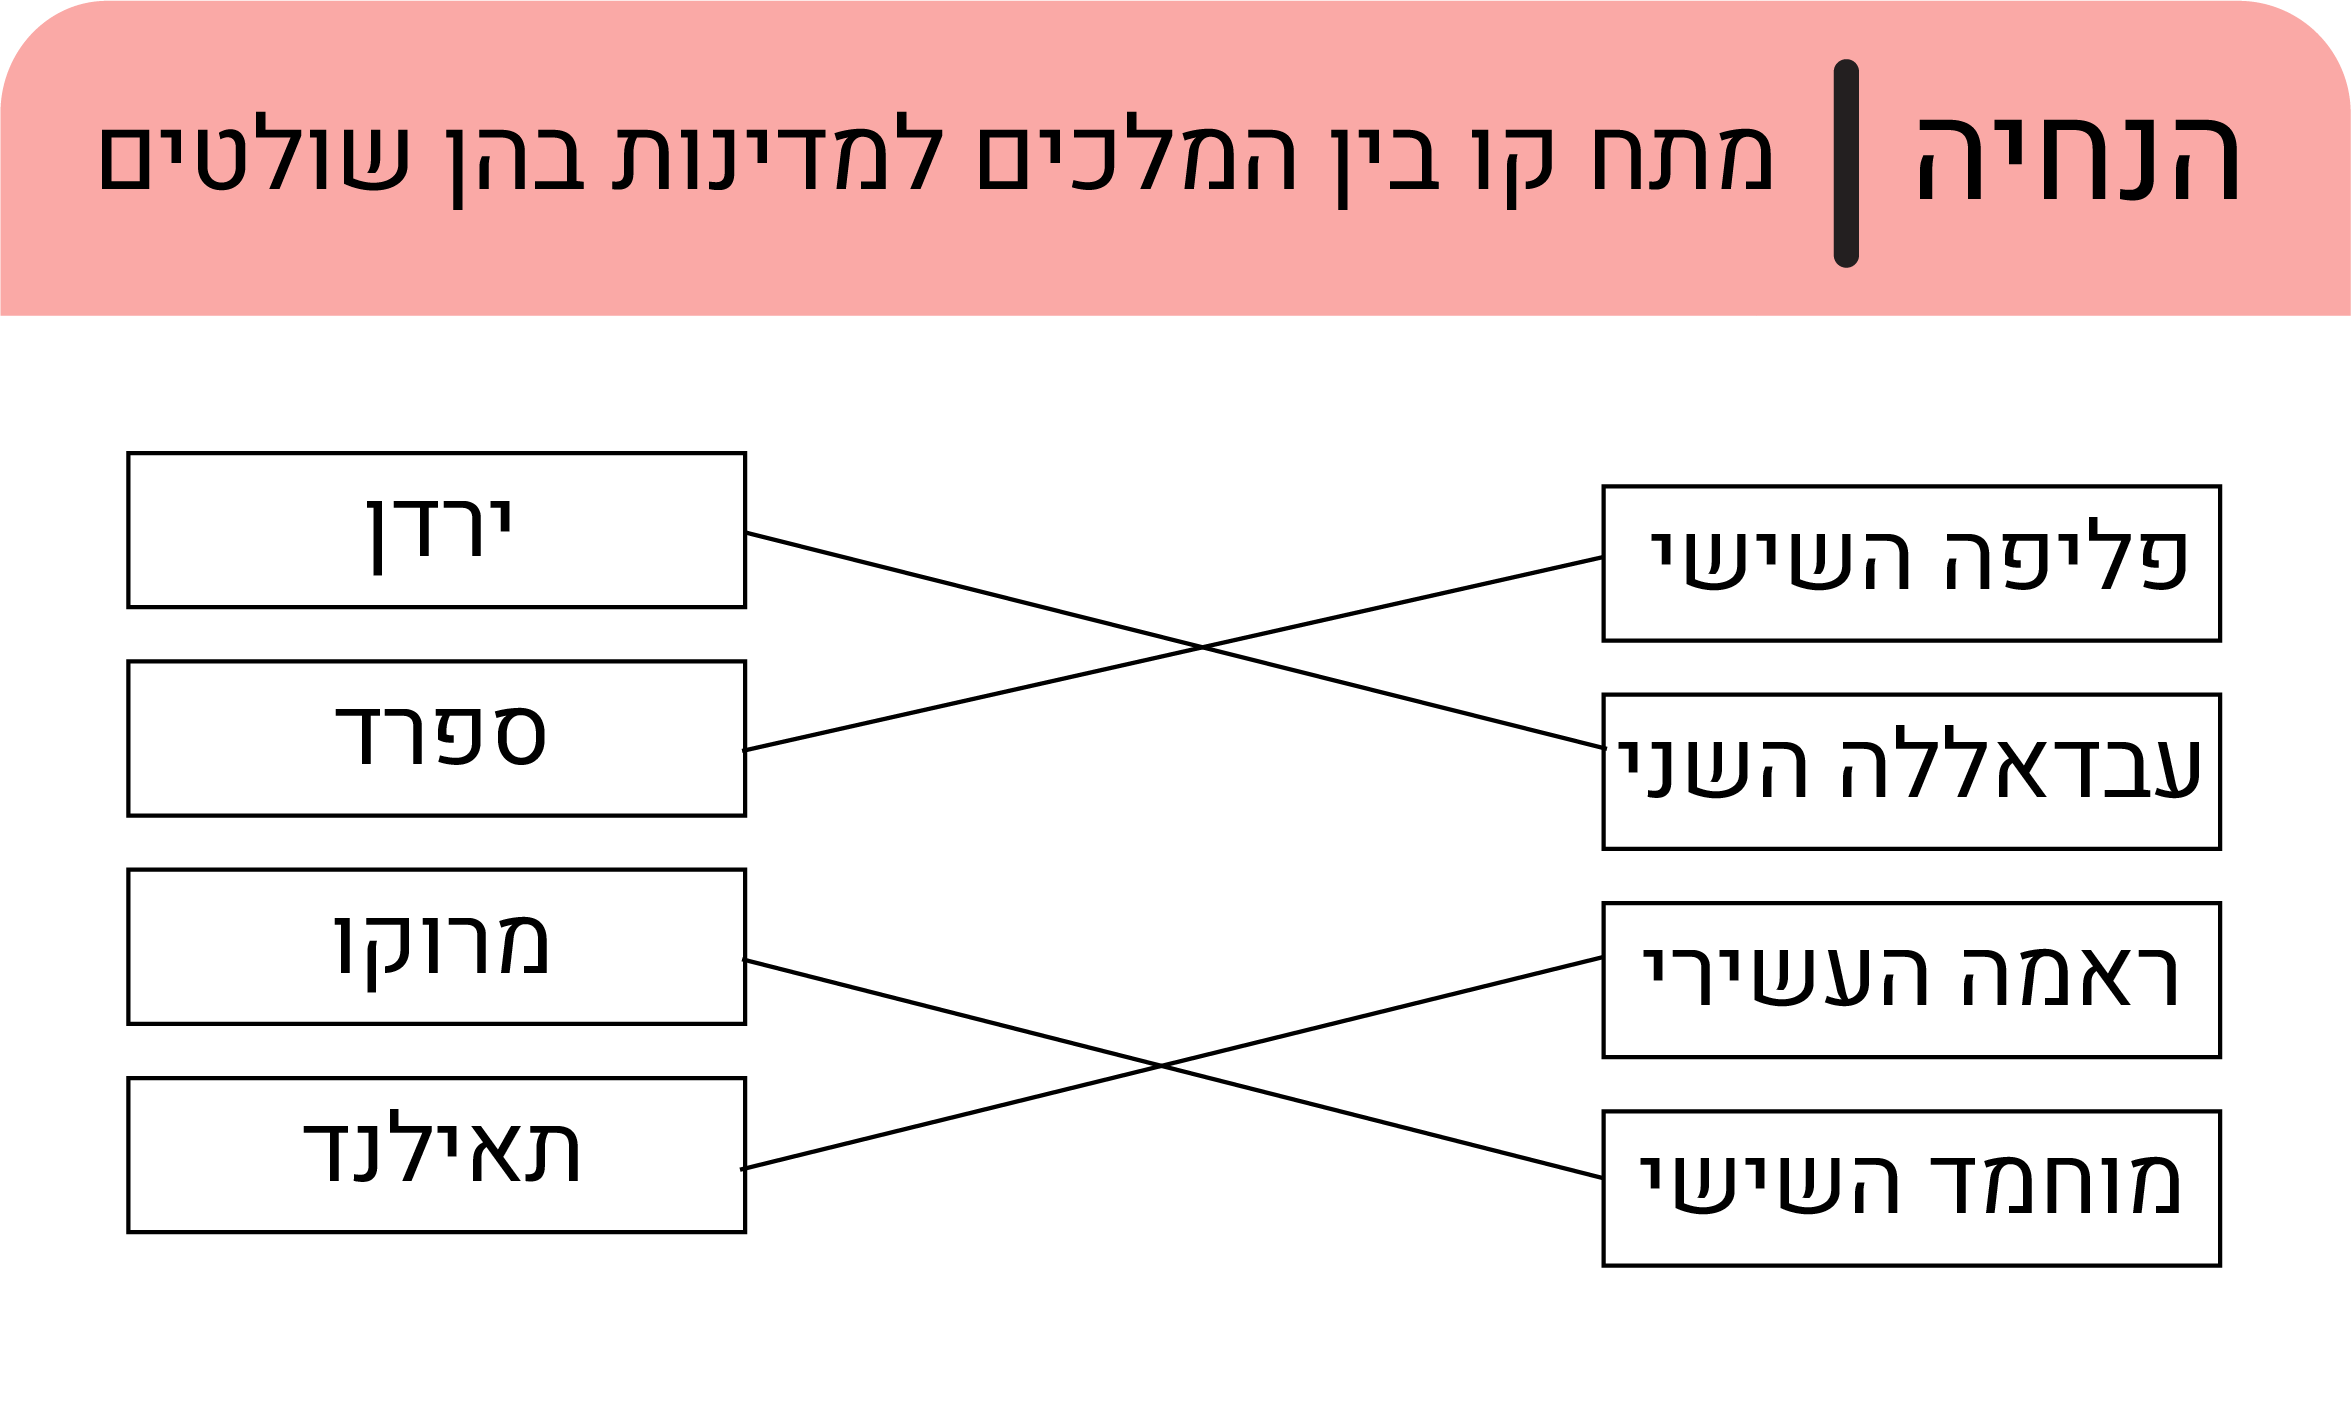 הנחיה
מתח קו בין המלכים למדינות בהן שולטים
פליפה השישי
עבדאללה השני
ראמה העשירי
מוחמד השישי
ירדן
ספרד
מרוקו
תאילנד